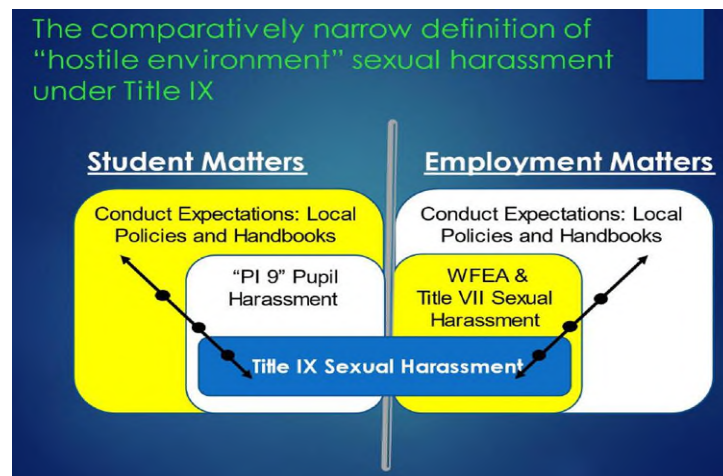 The comparatively narrow definition of
“hostile environment” sexual harassment
under Title IX
Student Matters
Conduct Expectations: Local
Policies and Handbooks
“PI 9” Pupil
Harassment
Employment Matters
Conduct Expectations: Local
Policies and Handbooks
WFEA &
Title VII Sexual
Harassment
Title IX Sexual Harassment